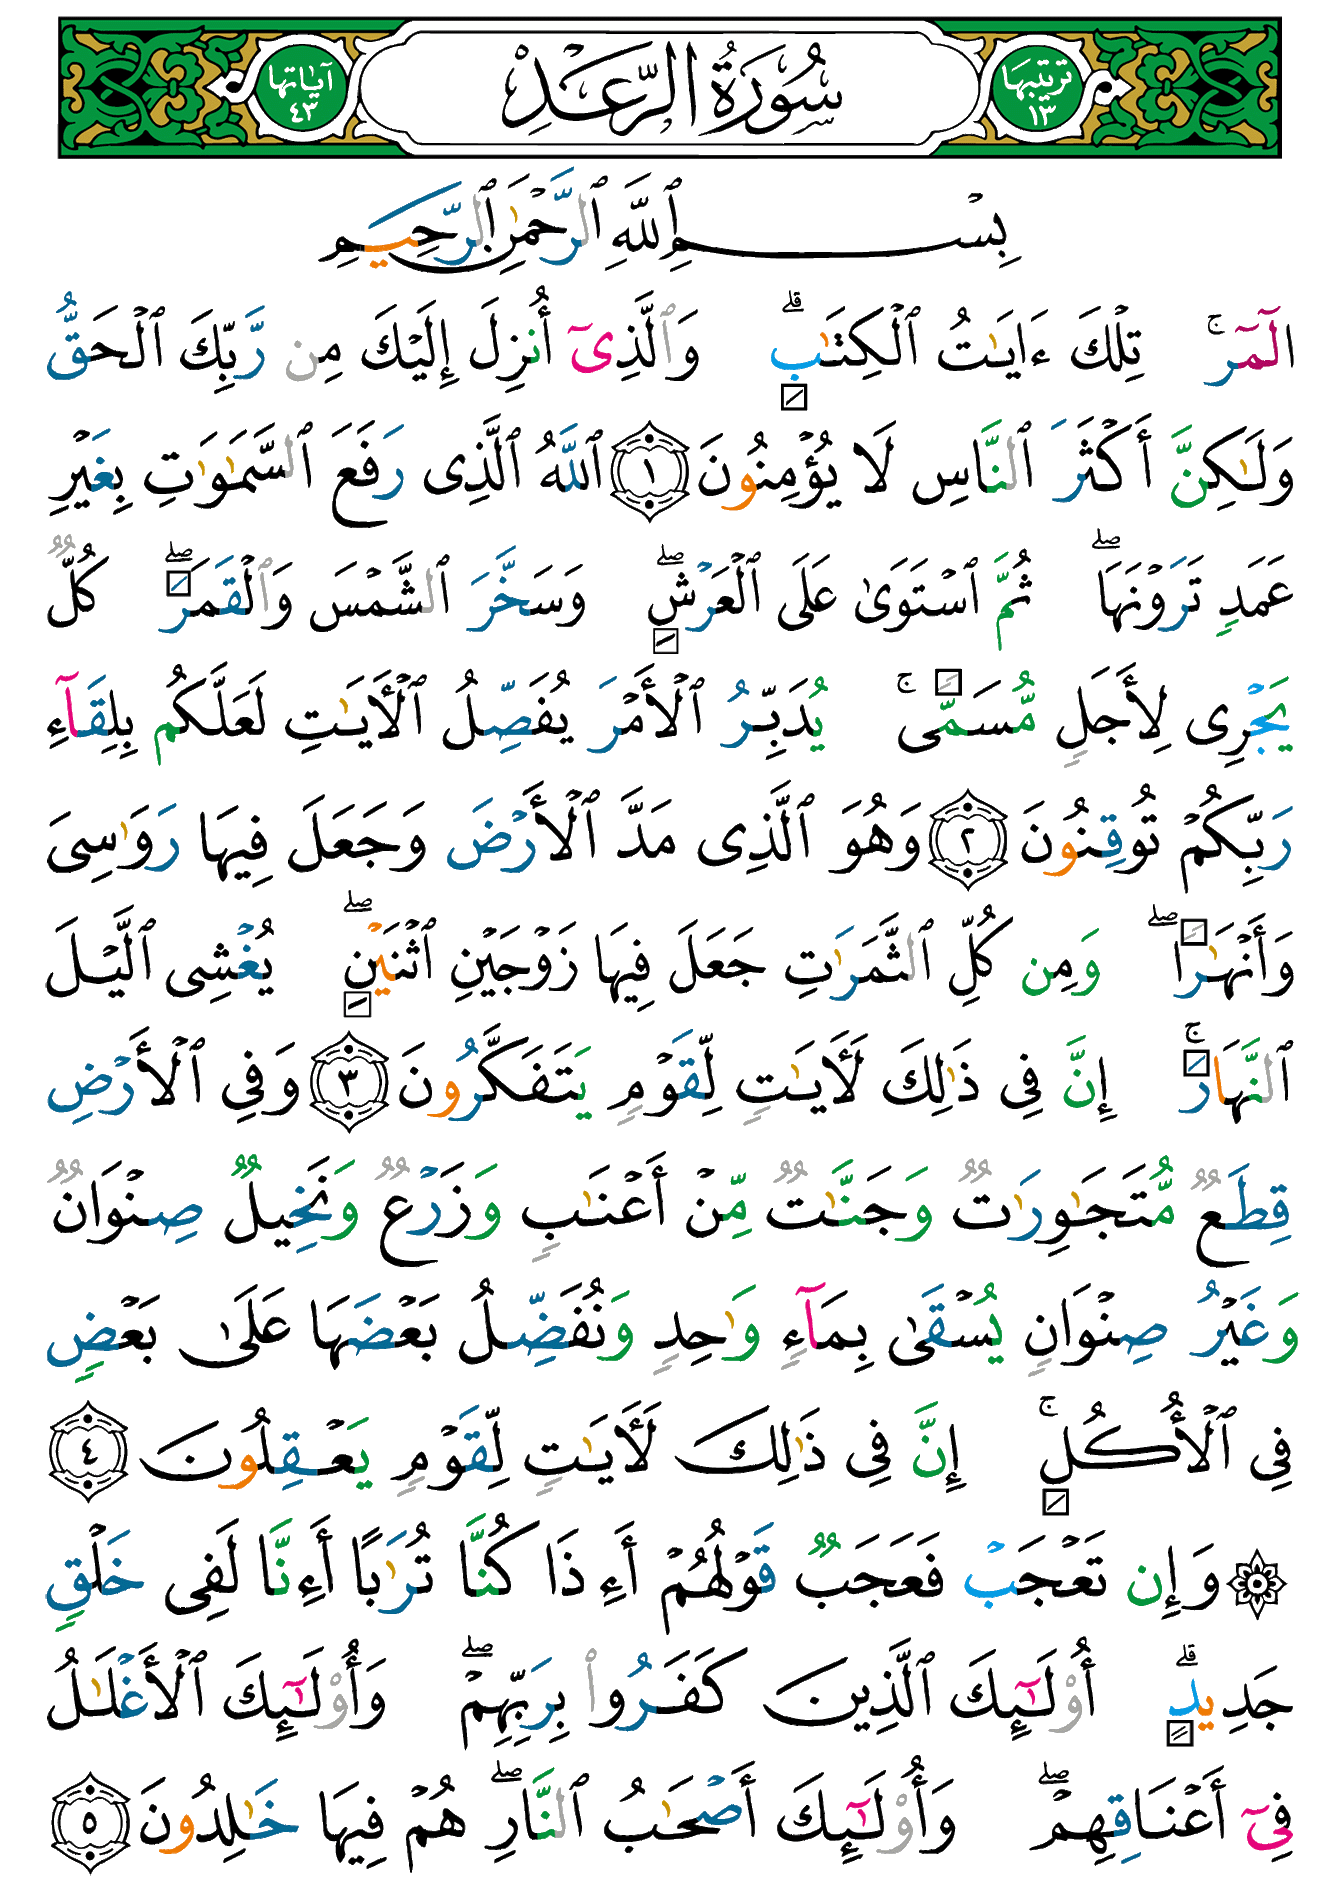 ترتيبها ١٣ سُورَةُ الرَّعْدِ آيَاتها ٤٣
بِسْمِ ٱللَّهِ ٱلرَّحْمَٰنِ ٱلرَّحِيمِ
الٓمٓرۚ تِلْكَ ءَايَٰتُ ٱلْكِتَٰبِۗ وَٱلَّذِىٓ أُنزِلَ إِلَيْكَ مِن رَّبِّكَ ٱلْحَقُّ
وَلَٰكِنَّ أَكْثَرَ ٱلنَّاسِ لَا يُؤْمِنُونَ ١ ٱللَّهُ ٱلَّذِى رَفَعَ ٱلسَّمَٰوَٰتِ بِغَيْرِ
عَمَدٍ تَرَوْنَهَاۖ ثُمَّ ٱسْتَوَىٰ عَلَى ٱلْعَرْشِۖ وَسَخَّرَ ٱلشَّمْسَ وَٱلْقَمَرَۖ كُلٌّ
يَجْرِى لِأَجَلٍ مُّسَمًّىۚ يُدَبِّرُ ٱلْأَمْرَ يُفَصِّلُ ٱلْأَيَٰتِ لَعَلَّكُم بِلِقَآءِ
رَبِّكُمْ تُوقِنُونَ ٢ وَهُوَ ٱلَّذِى مَدَّ ٱلْأَرْضَ وَجَعَلَ فِيهَا رَوَٰسِىَ
وَأَنْهَٰرًاۖ وَمِن كُلِّ ٱلثَّمَرَٰتِ جَعَلَ فِيهَا زَوْجَيْنِ ٱثْنَيْنِۖ يُغْشِى ٱلَّيْلَ
ٱلنَّهَارَۚ إِنَّ فِى ذَٰلِكَ لَأَيَٰتٍ لِّقَوْمٍ يَتَفَكَّرُونَ ٣ وَفِى ٱلْأَرْضِ
قِطَعٌ مُّتَجَٰوِرَٰتٌ وَجَنَّٰتٌ مِّنْ أَعْنَٰبٍ وَزَرْعٌ وَنَخِيلٌ صِنْوَانٌ
وَغَيْرُ صِنْوَانٍ يُسْقَىٰ بِمَآءٍ وَٰحِدٍ وَنُفَضِّلُ بَعْضَهَا عَلَىٰ بَعْضٍ
فِى ٱلْأُكُلِۚ إِنَّ فِى ذَٰلِكَ لَأَيَٰتٍ لِّقَوْمٍ يَعْقِلُونَ ٤
۞ وَإِن تَعْجَبْ فَعَجَبٌ قَوْلُهُمْ أَءِذَا كُنَّا تُرَٰبًا أَءِنَّا لَفِى خَلْقٍ
جَدِيدٍۗ أُو۟لَٰٓئِكَ ٱلَّذِينَ كَفَرُوا۟ بِرَبِّهِمْۖ وَأُو۟لَٰٓئِكَ ٱلْأَغْلَٰلُ
فِىٓ أَعْنَاقِهِمْۖ وَأُو۟لَٰٓئِكَ أَصْحَٰبُ ٱلنَّارِۖ هُمْ فِيهَا خَٰلِدُونَ ٥